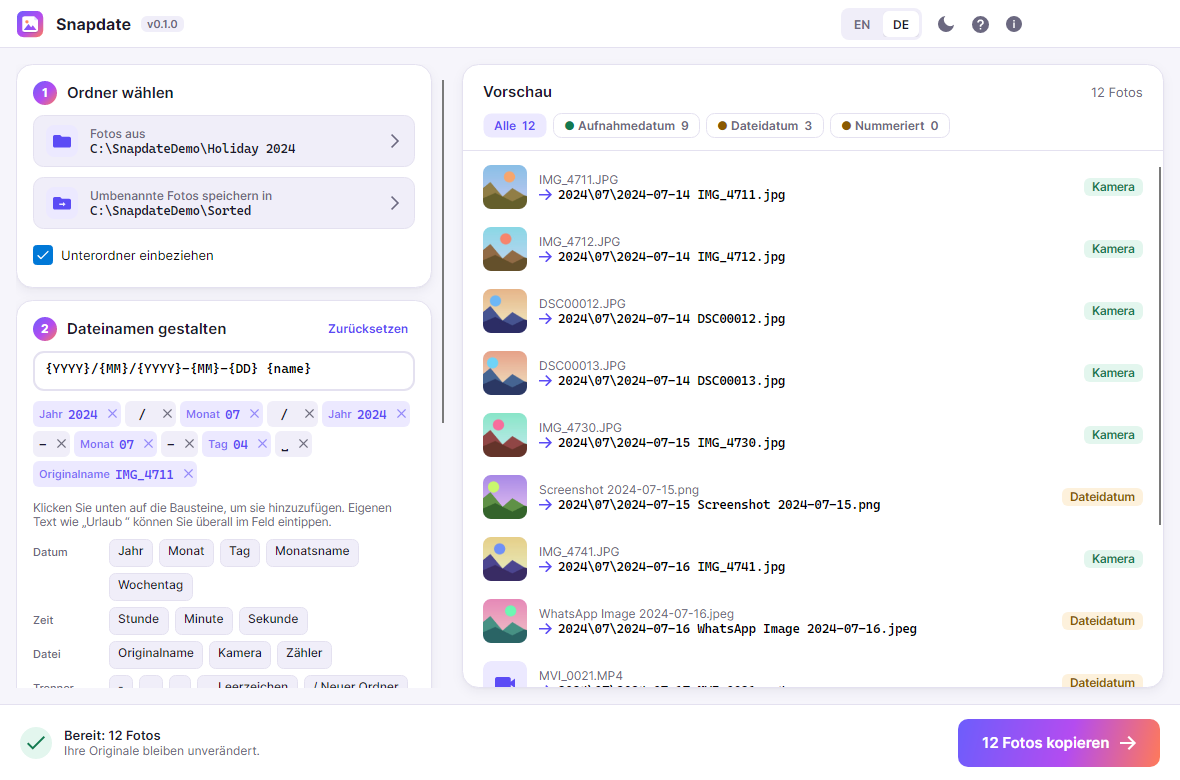 Snapdate v0.1.0
EN DE
1 Ordner wählen
Fotos aus
C:\SnapdateDemo\Holiday 2024
Umbenannte Fotos speichern in
C:\SnapdateDemo\Sorted
Unterordner einbeziehen
2 Dateinamen gestalten Zurücksetzen
{YYYY}/{MM}/{YYYY}-{MM}-{DD} {name}
Jahr 2024 × / × Monat 07 × / × Jahr 2024 ×
- × Monat 07 × - × Tag 04 × ␣ ×
Originalname IMG_4711 ×
Klicken Sie unten auf die Bausteine, um sie hinzuzufügen. Eigenen
Text wie „Urlaub “ können Sie überall im Feld eintippen.
Datum Jahr Monat Tag Monatsname
Wochentag
Zeit Stunde Minute Sekunde
Datei Originalname Kamera Zähler
Trenner Leerzeichen / Neuer Ordner
Vorschau 12 Fotos
Alle 12 Aufnahmedatum 9 Dateidatum 3 Nummeriert 0
IMG_4711.JPG
→ 2024\07\2024-07-14 IMG_4711.jpg Kamera
IMG_4712.JPG
→ 2024\07\2024-07-14 IMG_4712.jpg Kamera
DSC00012.JPG
→ 2024\07\2024-07-14 DSC00012.jpg Kamera
DSC00013.JPG
→ 2024\07\2024-07-14 DSC00013.jpg Kamera
IMG_4730.JPG
→ 2024\07\2024-07-15 IMG_4730.jpg Kamera
Screenshot 2024-07-15.png
→ 2024\07\2024-07-15 Screenshot 2024-07-15.png Dateidatum
IMG_4741.JPG
→ 2024\07\2024-07-16 IMG_4741.jpg Kamera
WhatsApp Image 2024-07-16.jpeg
→ 2024\07\2024-07-16 WhatsApp Image 2024-07-16.jpeg Dateidatum
MVI_0021.MP4
Dateidatum
Bereit: 12 Fotos
Ihre Originale bleiben unverändert.
12 Fotos kopieren →